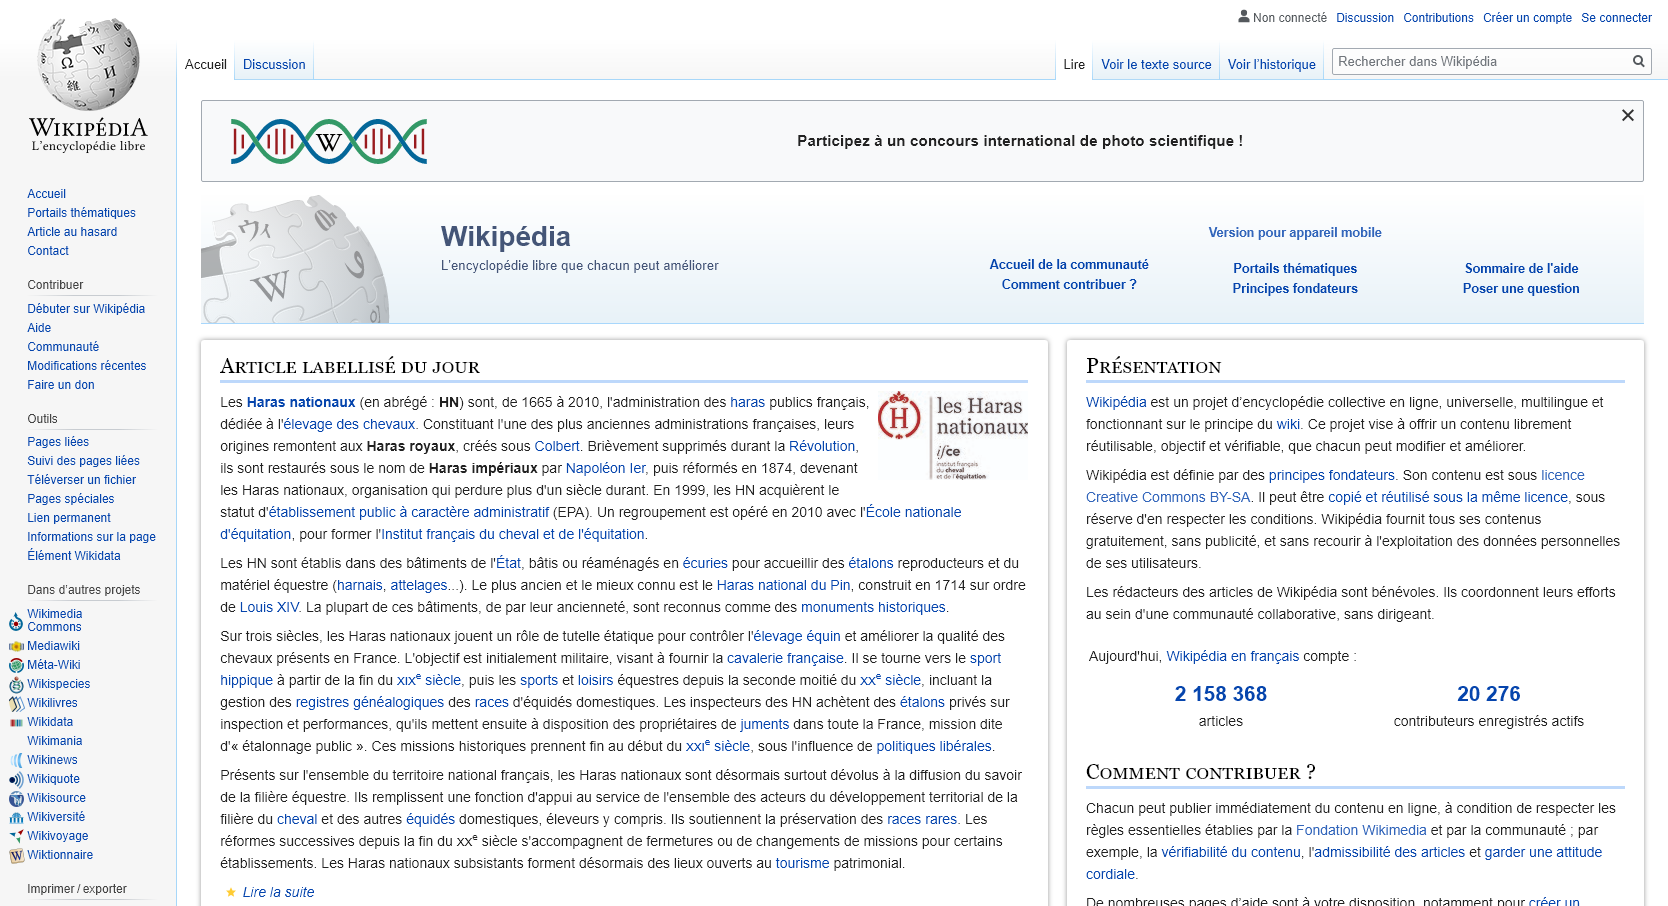 Non connecté Discussion Contributions Créer un compte Se connecter
WIKIPÉDIA
L'encyclopédie libre
Accueil Discussion
Lire Voir le texte source Voir l'historique
Rechercher dans Wikipédia
Accueil
Portails thématiques
Article au hasard
Contact
Contribuer
Débuter sur Wikipédia
Aide
Communauté
Modifications récentes
Faire un don
Outils
Pages liées
Suivi des pages liées
Téléverser un fichier
Pages spéciales
Lien permanent
Informations sur la page
Élément Wikidata
Dans d'autres projets
Wikimedia
Commons
Mediawiki
Méta-Wiki
Wikispecies
Wikilivres
Wikidata
Wikimania
Wikinews
Wikiquote
Wikisource
Wikiversité
Wikivoyage
Wiktionnaire
Imprimer / exporter
W
Participez à un concours international de photo scientifique !
Wikipédia
L'encyclopédie libre que chacun peut améliorer
Version pour appareil mobile
Accueil de la communauté
Comment contribuer ?
Portails thématiques
Principes fondateurs
Sommaire de l'aide
Poser une question
Article labellisé du jour
Les Haras nationaux (en abrégé : HN) sont, de 1665 à 2010, l'administration des haras publics français,
dédiée à l'élevage des chevaux. Constituant l'une des plus anciennes administrations françaises, leurs
origines remontent aux Haras royaux, créés sous Colbert. Brièvement supprimés durant la Révolution,
ils sont restaurés sous le nom de Haras impériaux par Napoléon Ier, puis réformés en 1874, devenant
les Haras nationaux, organisation qui perdure plus d'un siècle durant. En 1999, les HN acquièrent le
statut d'établissement public à caractère administratif (EPA). Un regroupement est opéré en 2010 avec l'École nationale
d'équitation, pour former l'Institut français du cheval et de l'équitation.
H
les Haras
nationaux
ifce
institut français
du cheval
et de l'équitation
Les HN sont établis dans des bâtiments de l'État, bâtis ou réaménagés en écuries pour accueillir des étalons reproducteurs et du
matériel équestre (harnais, attelages...). Le plus ancien et le mieux connu est le Haras national du Pin, construit en 1714 sur ordre
de Louis XIV. La plupart de ces bâtiments, de par leur ancienneté, sont reconnus comme des monuments historiques.
Sur trois siècles, les Haras nationaux jouent un rôle de tutelle étatique pour contrôler l'élevage équin et améliorer la qualité des
chevaux présents en France. L'objectif est initialement militaire, visant à fournir la cavalerie française. Il se tourne vers le sport
hippique à partir de la fin du XIXe siècle, puis les sports et loisirs équestres depuis la seconde moitié du XXe siècle, incluant la
gestion des registres généalogiques des races d'équidés domestiques. Les inspecteurs des HN achètent des étalons privés sur
inspection et performances, qu'ils mettent ensuite à disposition des propriétaires de juments dans toute la France, mission dite
d'« étalonnage public ». Ces missions historiques prennent fin au début du XXIe siècle, sous l'influence de politiques libérales.
Présents sur l'ensemble du territoire national français, les Haras nationaux sont désormais surtout dévolus à la diffusion du savoir
de la filière équestre. Ils remplissent une fonction d'appui au service de l'ensemble des acteurs du développement territorial de la
filière du cheval et des autres équidés domestiques, éleveurs y compris. Ils soutiennent la préservation des races rares. Les
réformes successives depuis la fin du XXe siècle s'accompagnent de fermetures ou de changements de missions pour certains
établissements. Les Haras nationaux subsistants forment désormais des lieux ouverts au tourisme patrimonial.
Lire la suite
Présentation
Wikipédia est un projet d'encyclopédie collective en ligne, universelle, multilingue et
fonctionnant sur le principe du wiki. Ce projet vise à offrir un contenu librement
réutilisable, objectif et vérifiable, que chacun peut modifier et améliorer.
Wikipédia est définie par des principes fondateurs. Son contenu est sous licence
Creative Commons BY-SA. Il peut être copié et réutilisé sous la même licence, sous
réserve d'en respecter les conditions. Wikipédia fournit tous ses contenus
gratuitement, sans publicité, et sans recourir à l'exploitation des données personnelles
de ses utilisateurs.
Les rédacteurs des articles de Wikipédia sont bénévoles. Ils coordonnent leurs efforts
au sein d'une communauté collaborative, sans dirigeant.
Aujourd'hui, Wikipédia en français compte :
2 158 368
articles
20 276
contributeurs enregistrés actifs
Comment contribuer ?
Chacun peut publier immédiatement du contenu en ligne, à condition de respecter les
règles essentielles établies par la Fondation Wikimedia et par la communauté ; par
exemple, la vérifiabilité du contenu, l'admissibilité des articles et garder une attitude
cordiale.
De nombreuses pages d'aide sont à votre disposition, notamment pour créer un